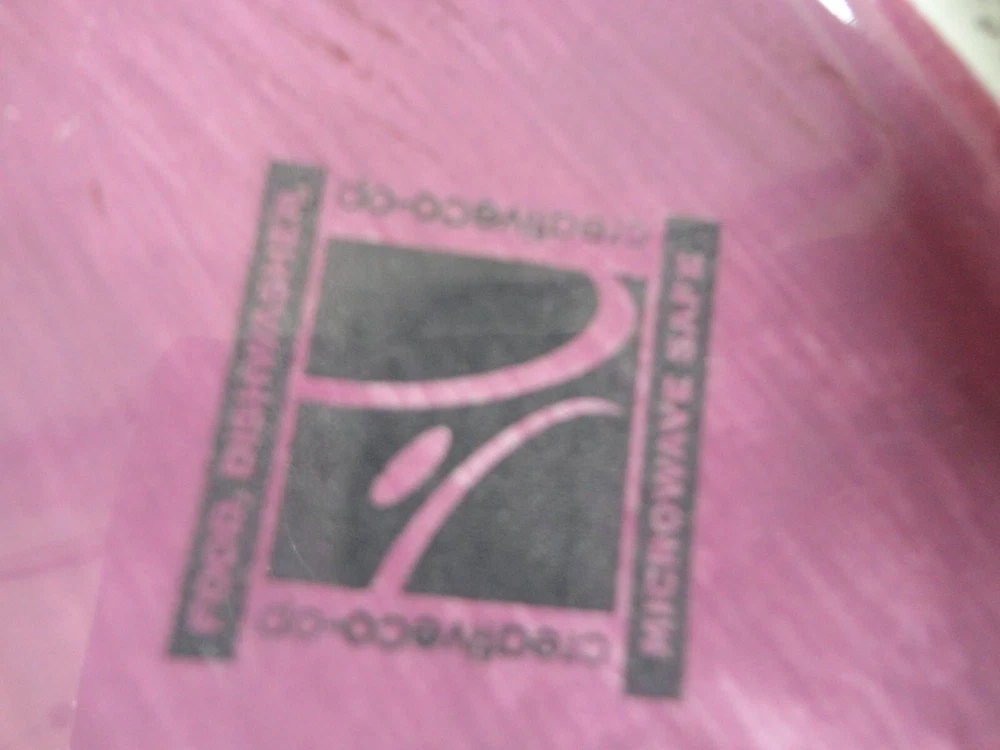 creativeco-op
FOOD, DISHWASHER,
MICROWAVE SAFE
creativeco-op